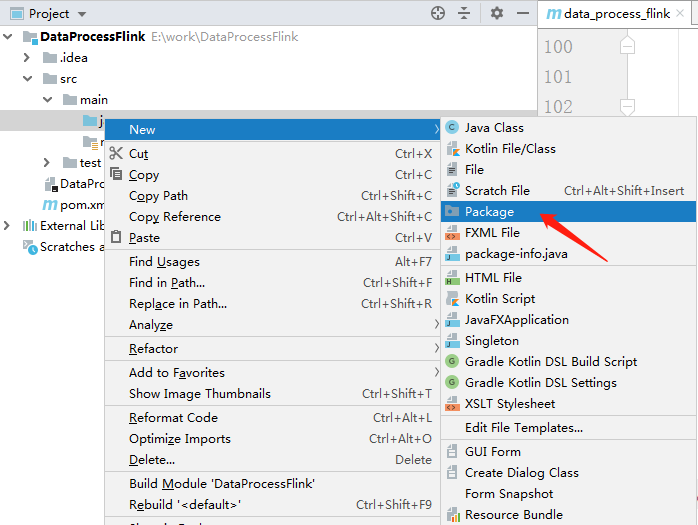 Project
data_process_flink
DataProcessFlink E:\work\DataProcessFlink
.idea
src
main
test
DataPro
pom.xm
External Lib
Scratches a
100
101
102
New
Cut Ctrl+X
Copy Ctrl+C
Copy Path Ctrl+Shift+C
Copy Reference Ctrl+Alt+Shift+C
Paste Ctrl+V
Find Usages Alt+F7
Find in Path... Ctrl+Shift+F
Replace in Path... Ctrl+Shift+R
Analyze
Refactor
Add to Favorites
Show Image Thumbnails Ctrl+Shift+T
Reformat Code Ctrl+Alt+L
Optimize Imports Ctrl+Alt+O
Delete... Delete
Build Module 'DataProcessFlink'
Rebuild '<default>' Ctrl+Shift+F9
Java Class
Kotlin File/Class
File
Scratch File Ctrl+Alt+Shift+Insert
Package
FXML File
package-info.java
HTML File
Kotlin Script
JavaFXApplication
Singleton
Gradle Kotlin DSL Build Script
Gradle Kotlin DSL Settings
XSLT Stylesheet
Edit File Templates...
GUI Form
Create Dialog Class
Form Snapshot
Resource Bundle